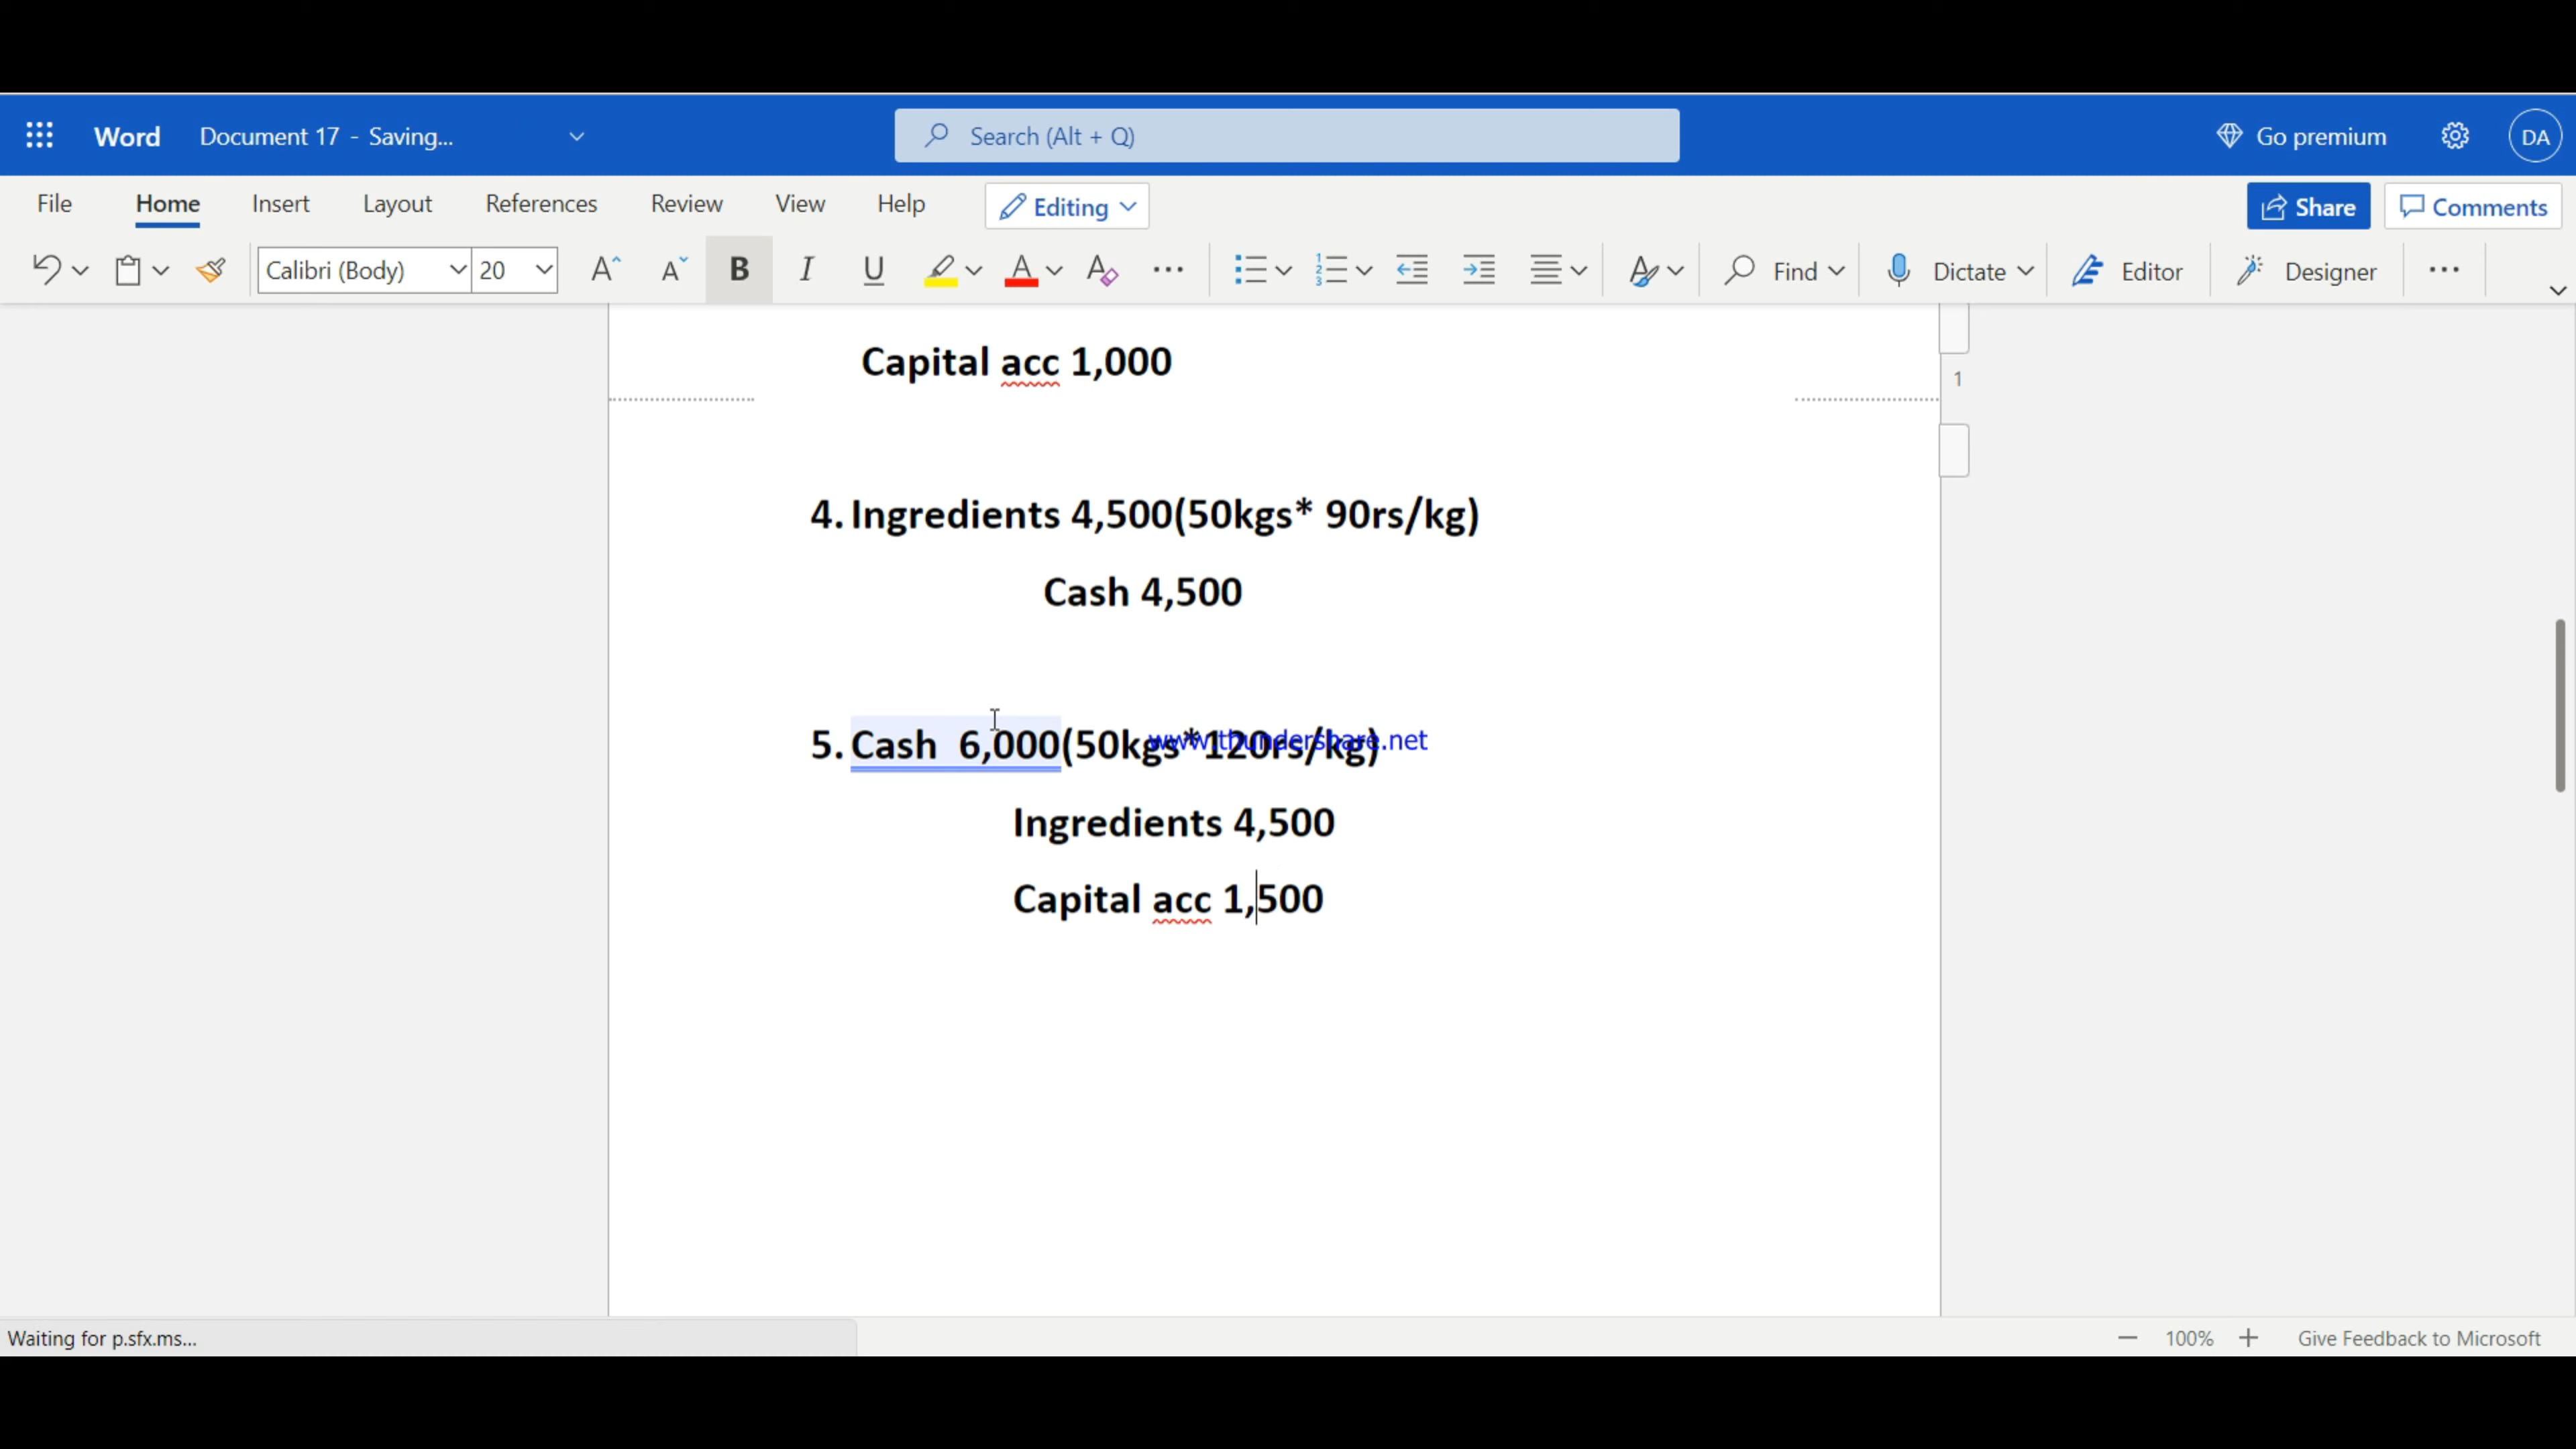 Word Document 17 - Saving... Search (Alt + Q) Go premium DA
File Home Insert Layout References Review View Help Editing Share Comments
Calibri (Body) 20 A A B I U A A Find Dictate Editor Designer
Capital acc 1,000
1
4. Ingredients 4,500(50kgs* 90rs/kg)
Cash 4,500
5. Cash  6,000(50kgs*120rs/kg)
www.thundershare.net
Ingredients 4,500
Capital acc 1,500
Waiting for p.sfx.ms... 100% Give Feedback to Microsoft